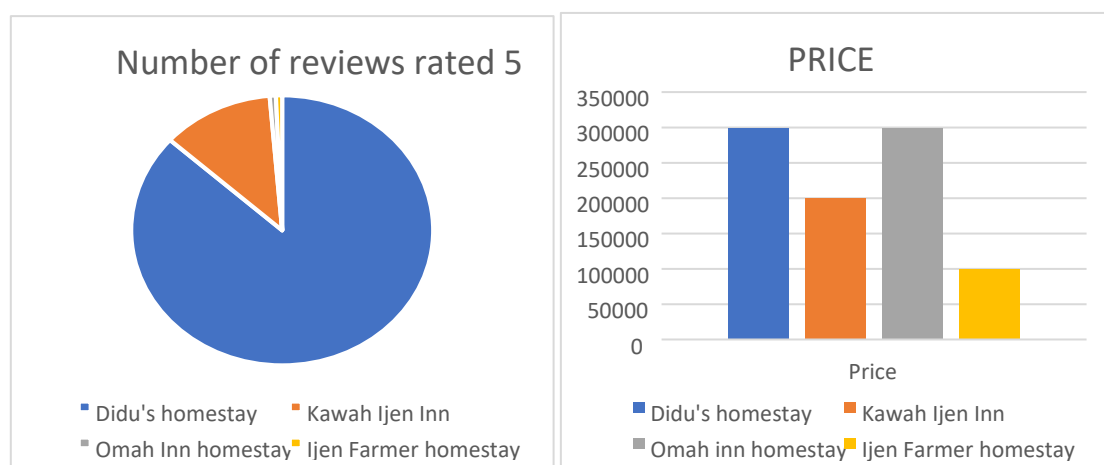 Number of reviews rated 5
Didu's homestay Kawah Ijen Inn
Omah Inn homestay Ijen Farmer homestay
PRICE
350000
300000
250000
200000
150000
100000
50000
0
Price
Didu's homestay Kawah Ijen Inn
Omah inn homestay Ijen Farmer homestay